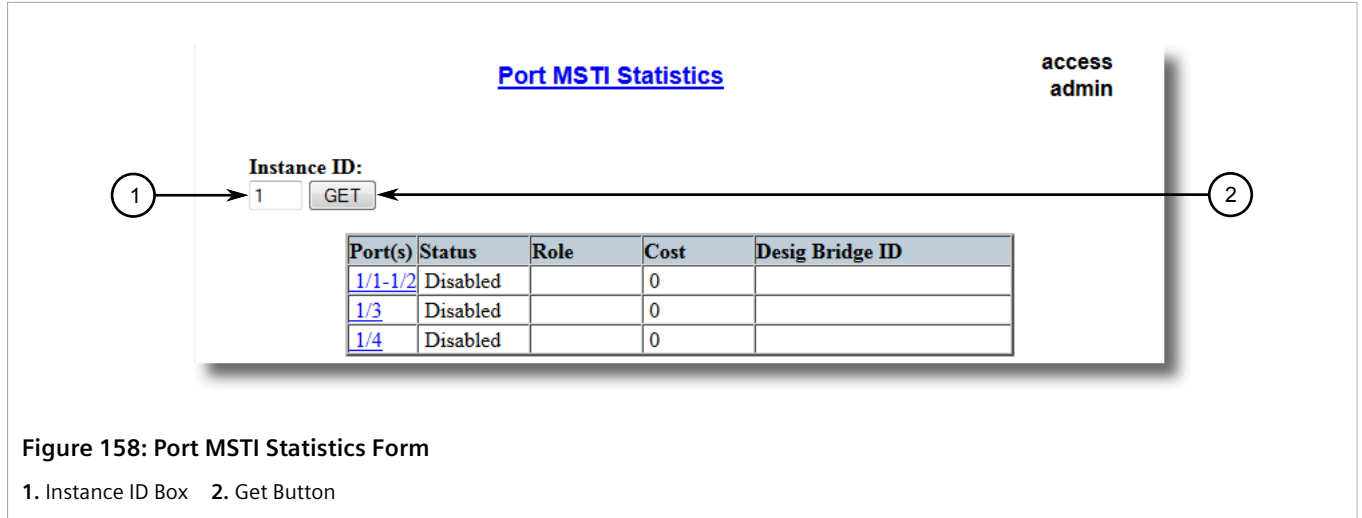 Port MSTI Statistics
access
admin
Instance ID:
1
1 GET
2
Port(s) Status Role Cost Desig Bridge ID
1/1-1/2 Disabled 0
1/3 Disabled 0
1/4 Disabled 0
Figure 158: Port MSTI Statistics Form
1. Instance ID Box 2. Get Button